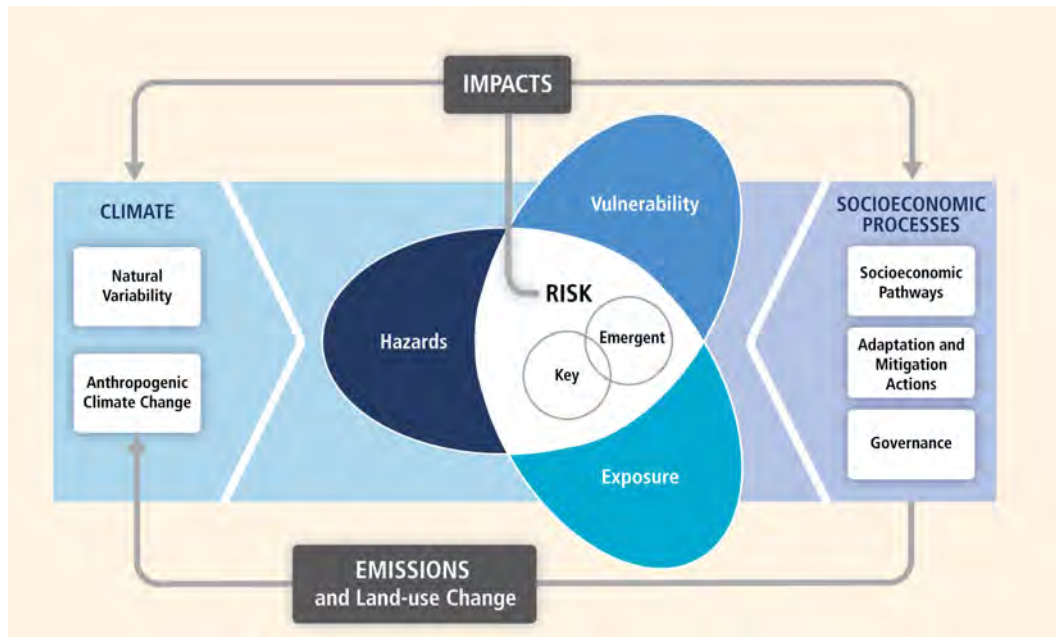 IMPACTS
CLIMATE
Natural
Variability
Anthropogenic
Climate Change
Vulnerability
Hazards
RISK
Emergent
Key
Exposure
SOCIOECONOMIC
PROCESSES
Socioeconomic
Pathways
Adaptation and
Mitigation
Actions
Governance
EMISSIONS
and Land-use Change